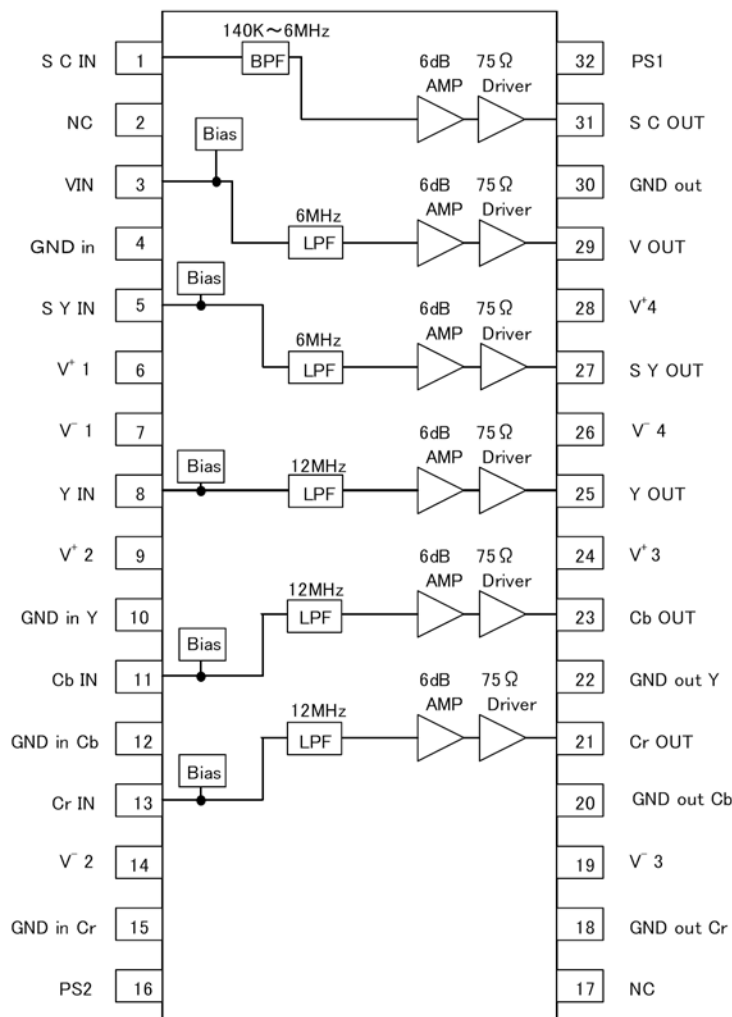 140K～6MHz
S C IN 1 BPF 6dB 75Ω 32 PS1
AMP Driver
NC 2 31 S C OUT
Bias
VIN 3 6dB 75Ω 30 GND out
6MHz AMP Driver
GND in 4 LPF 29 V OUT
Bias
S Y IN 5 6dB 75Ω 28 V⁺4
6MHz AMP Driver
V⁺ 1 6 LPF 27 S Y OUT
V⁻ 1 7 6dB 75Ω 26 V⁻ 4
Bias 12MHz AMP Driver
Y IN 8 LPF 25 Y OUT
V⁺ 2 9 6dB 75Ω 24 V⁺3
12MHz AMP Driver
GND in Y 10 LPF 23 Cb OUT
Bias
Cb IN 11 6dB 75Ω 22 GND out Y
12MHz AMP Driver
GND in Cb 12 LPF 21 Cr OUT
Bias
Cr IN 13 20 GND out Cb
V⁻ 2 14 19 V⁻ 3
GND in Cr 15 18 GND out Cr
PS2 16 17 NC